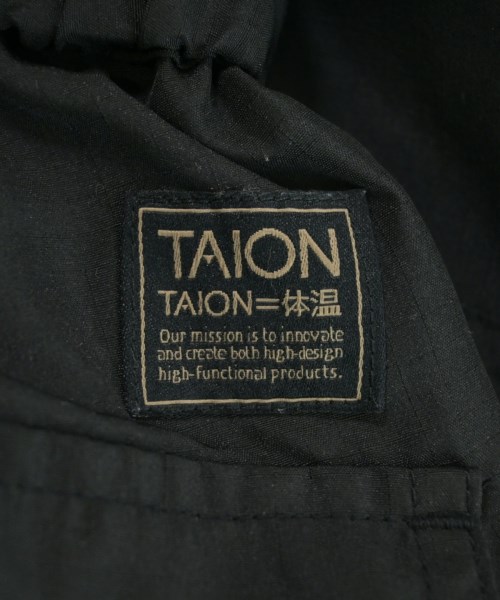 TAION
TAION=体温
Our mission is to innovate
and create both high-design
high-functional products.